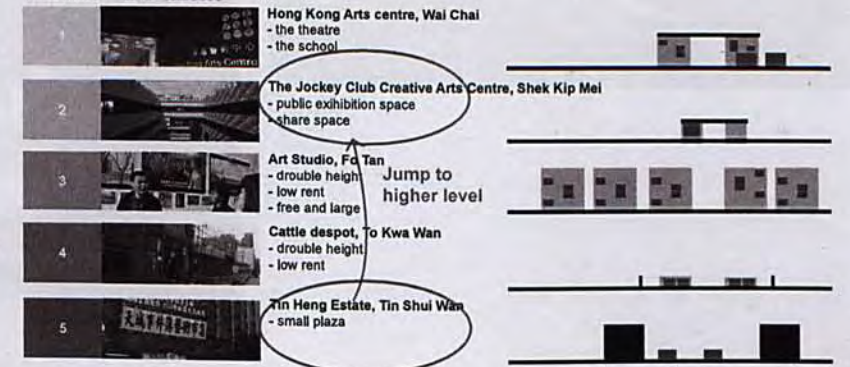 1
Hong Kong Arts centre, Wai Chai
- the theatre
- the school
Arts Centre
2
The Jockey Club Creative Arts Centre, Shek Kip Mei
- public exihibition space
- share space
3
Art Studio, Fo Tan
- drouble heigh
- low rent
- free and large
Jump to
higher level
4
Cattle despot, To Kwa Wan
- drouble height
- low rent
5
Tin Heng Estate, Tin Shui Wan
- small plaza